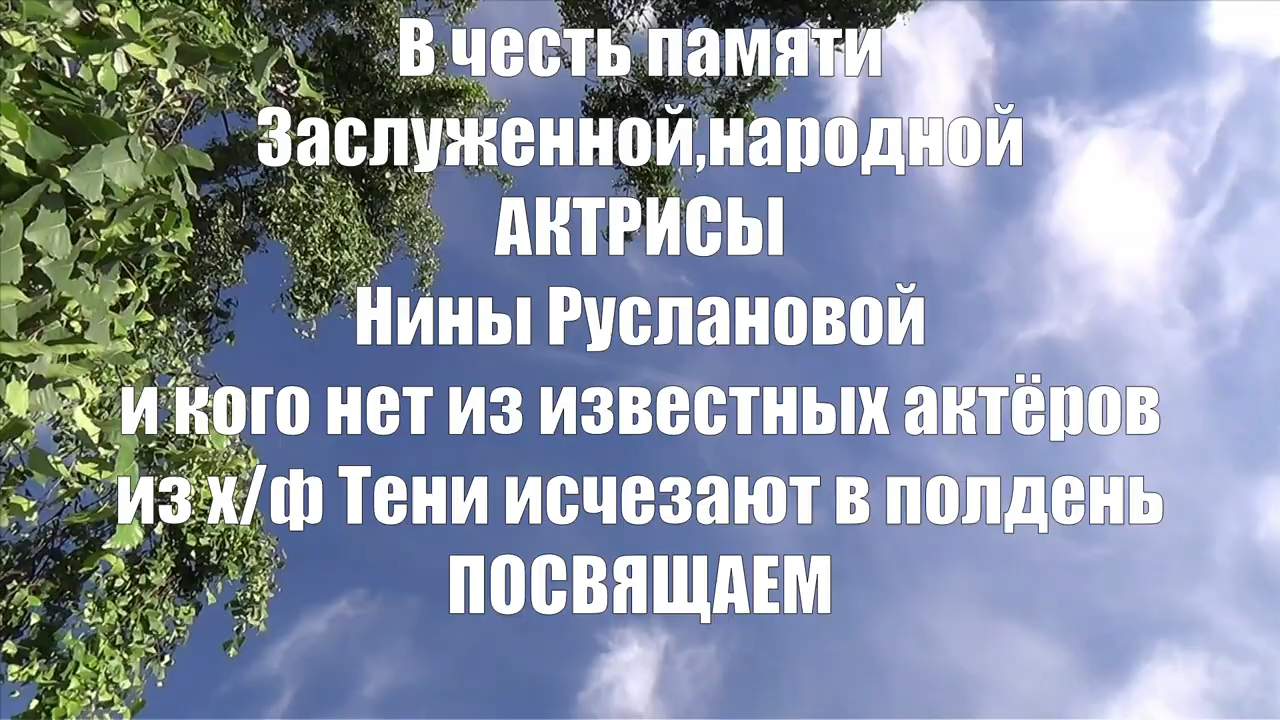 В честь памяти
Заслуженной,народной
АКТРИСЫ
Нины Руслановой
и кого нет из известных актёров
из х/ф Тени исчезают в полдень
ПОСВЯЩАЕМ